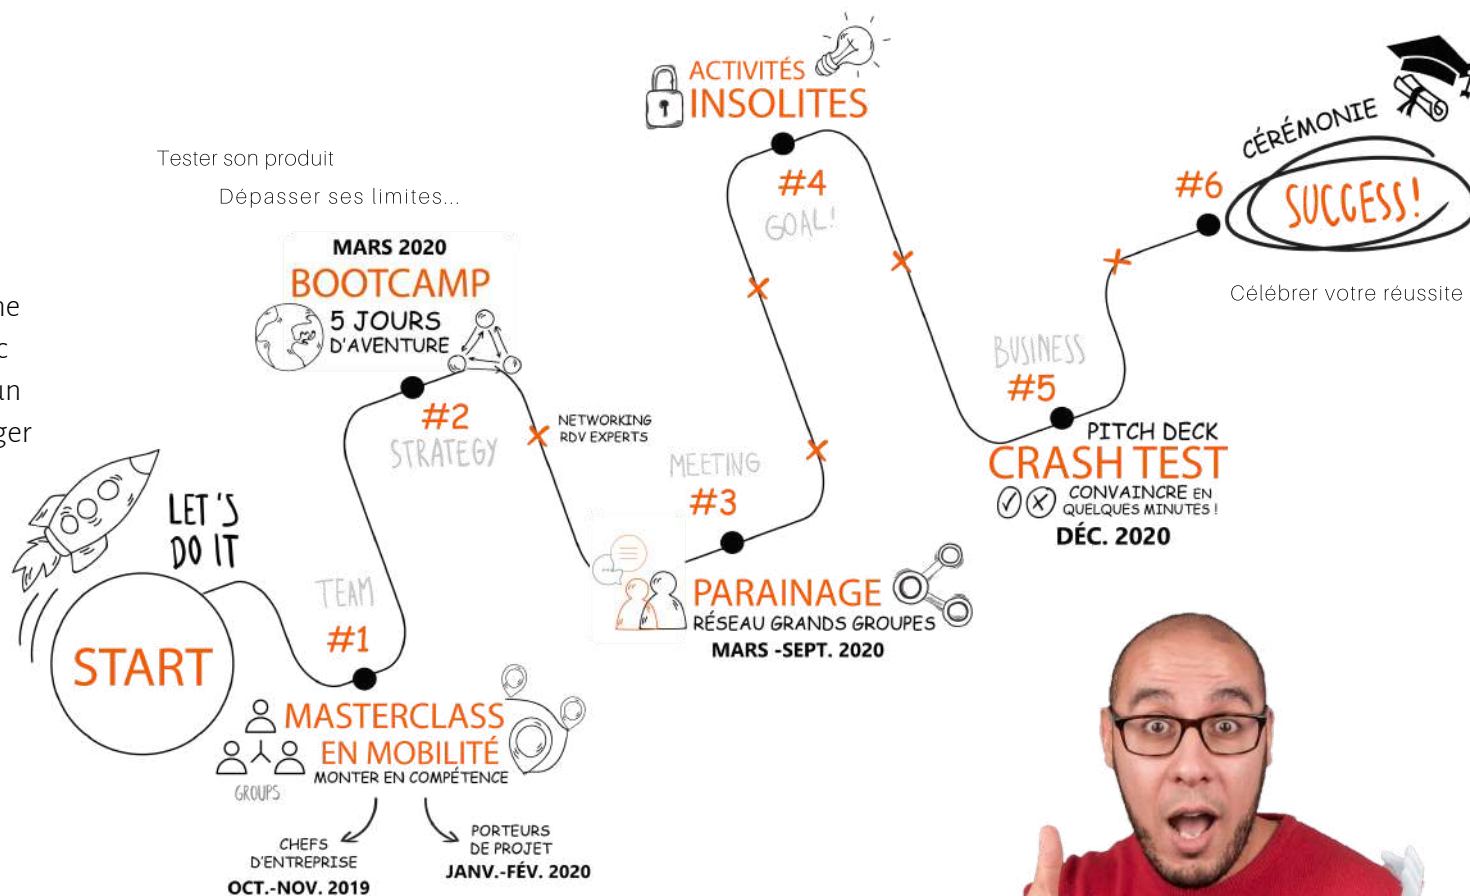 START
LET'S
DO IT
TEAM
#1
MASTERCLASS
EN MOBILITÉ
MONTER EN COMPÉTENCE
GROUPS
CHEFS
D'ENTREPRISE
OCT.-NOV. 2019
PORTEURS
DE PROJET
JANV.-FÉV. 2020
Tester son produit
Dépasser ses limites...
MARS 2020
BOOTCAMP
5 JOURS
D'AVENTURE
#2
STRATEGY
NETWORKING
RDV EXPERTS
MEETING
#3
PARAINAGE
RÉSEAU GRANDS GROUPES
MARS -SEPT. 2020
ACTIVITÉS
INSOLITES
#4
GOAL!
BUSINESS
#5
PITCH DECK
CRASH TEST
CONVAINCRE EN
QUELQUES MINUTES !
DÉC. 2020
#6
CÉRÉMONIE
SUCCESS!
Célébrer votre réussite